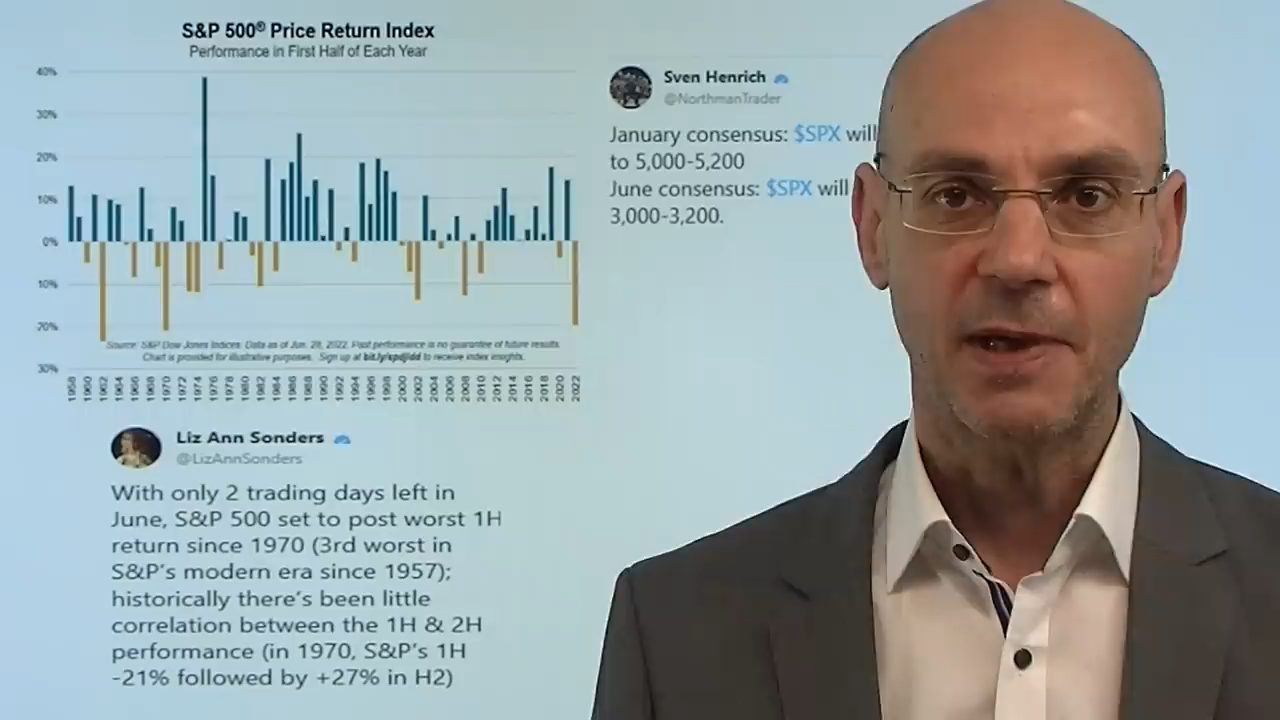 S&P 500® Price Return Index
Performance in First Half of Each Year
40%
30%
20%
10%
0%
10%
20%
30%
Source: S&P Dow Jones Indices. Data as of Jun. 28, 2022. Past performance is no guarantee of future results.
Chart is provided for illustrative purposes. Sign up at to receive index insights.
1958 1960 1962 1964 1966 1968 1970 1972 1974 1976 1978 1980 1982 1984 1986 1988 1990 1992 1994 1996 1998 2000 2002 2004 2006 2008 2010 2012 2014 2016 2018 2020 2022
Sven Henrich
@NorthmanTrader
January consensus: $SPX will
to 5,000-5,200
June consensus: $SPX will
3,000-3,200.
Liz Ann Sonders
@LizAnnSonders
With only 2 trading days left in
June, S&P 500 set to post worst 1H
return since 1970 (3rd worst in
S&P's modern era since 1957);
historically there's been little
correlation between the 1H & 2H
performance (in 1970, S&P's 1H
-21% followed by +27% in H2)